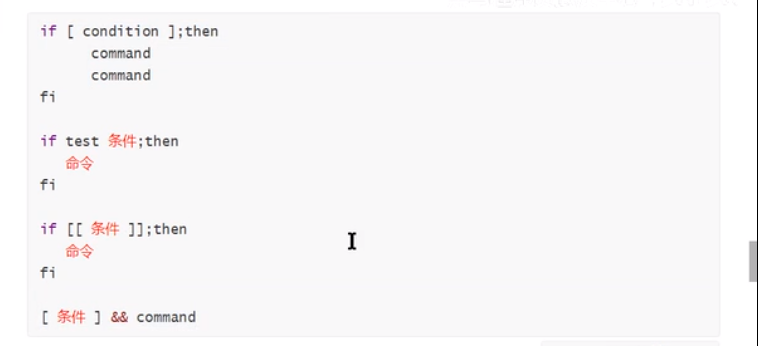 if [ condition ];then
command
command
fi
if test 条件;then
命令
fi
if [[ 条件 ]];then
命令
fi
[ 条件 ] && command